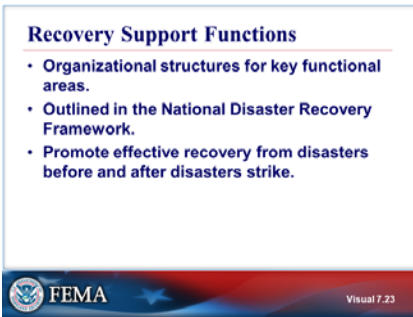 Recovery Support Functions
• Organizational structures for key functional
areas.
• Outlined in the National Disaster Recovery
Framework.
• Promote effective recovery from disasters
before and after disasters strike.
FEMA
Visual 7.23